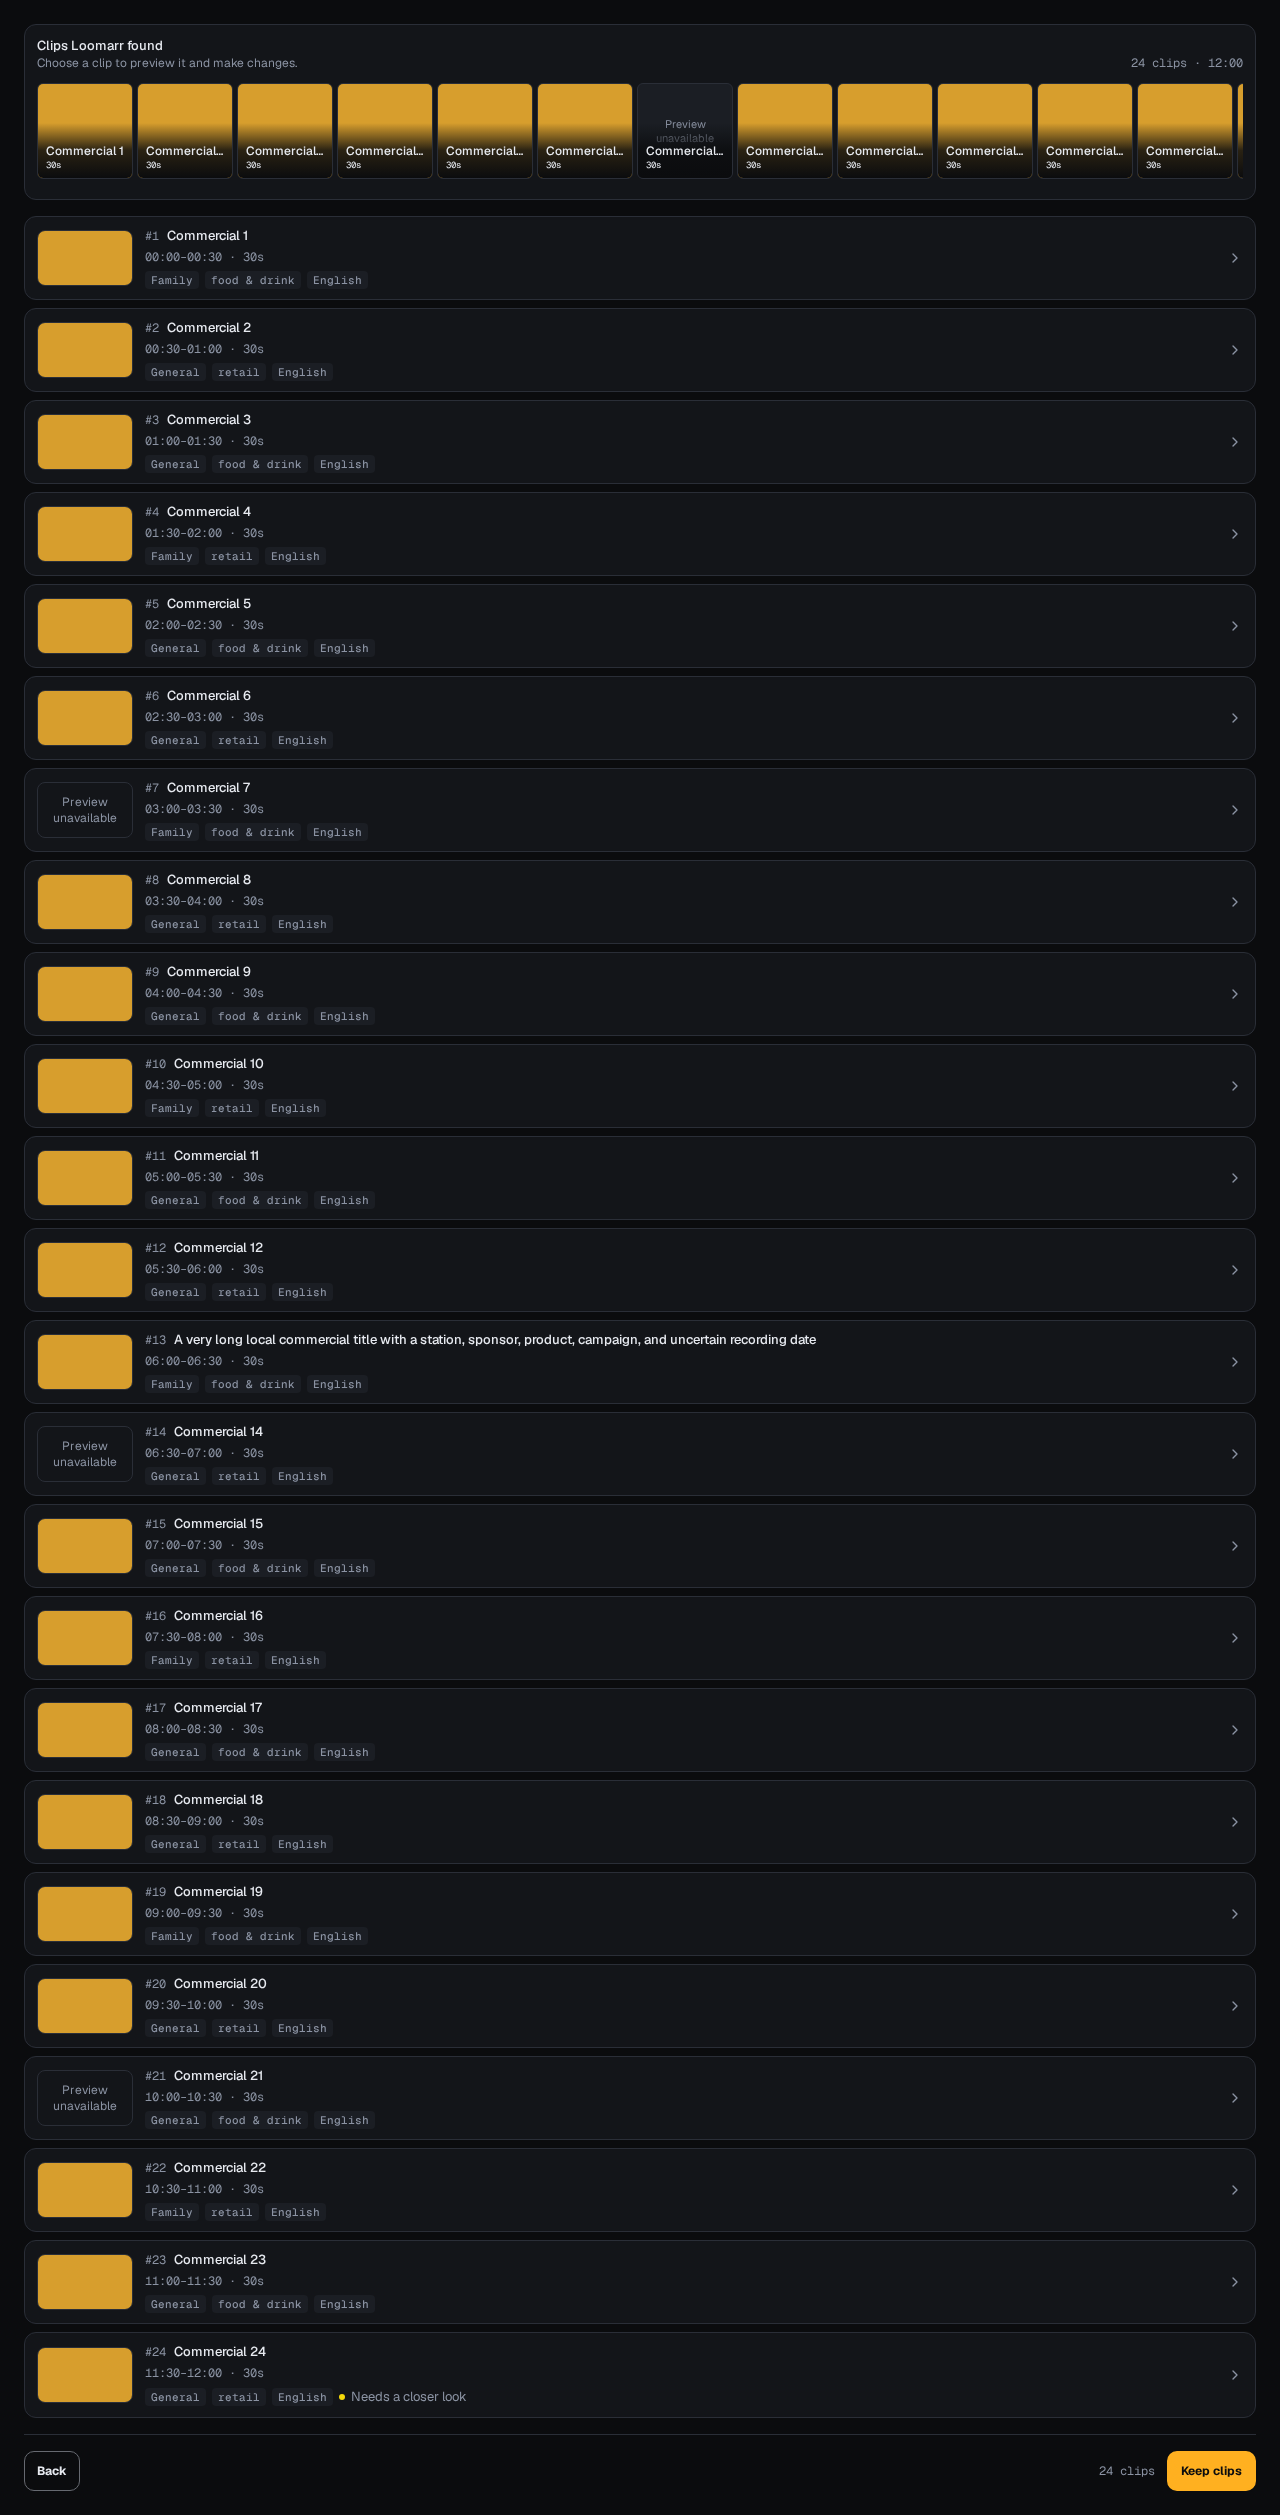 Clips Loomarr found
Choose a clip to preview it and make changes.
24 clips · 12:00
Preview
unavailable
Commercial 1
Commercial…
Commercial…
Commercial…
Commercial…
Commercial…
Commercial…
Commercial…
Commercial…
Commercial…
Commercial…
Commercial…
30s
30s
30s
30s
30s
30s
30s
30s
30s
30s
30s
30s
#1 Commercial 1
00:00–00:30 · 30s
Family food & drink English
#2 Commercial 2
00:30–01:00 · 30s
General retail English
#3 Commercial 3
01:00–01:30 · 30s
General food & drink English
#4 Commercial 4
01:30–02:00 · 30s
Family retail English
#5 Commercial 5
02:00–02:30 · 30s
General food & drink English
#6 Commercial 6
02:30–03:00 · 30s
General retail English
Preview
unavailable
#7 Commercial 7
03:00–03:30 · 30s
Family food & drink English
#8 Commercial 8
03:30–04:00 · 30s
General retail English
#9 Commercial 9
04:00–04:30 · 30s
General food & drink English
#10 Commercial 10
04:30–05:00 · 30s
Family retail English
#11 Commercial 11
05:00–05:30 · 30s
General food & drink English
#12 Commercial 12
05:30–06:00 · 30s
General retail English
#13 A very long local commercial title with a station, sponsor, product, campaign, and uncertain recording date
06:00–06:30 · 30s
Family food & drink English
Preview
unavailable
#14 Commercial 14
06:30–07:00 · 30s
General retail English
#15 Commercial 15
07:00–07:30 · 30s
General food & drink English
#16 Commercial 16
07:30–08:00 · 30s
Family retail English
#17 Commercial 17
08:00–08:30 · 30s
General food & drink English
#18 Commercial 18
08:30–09:00 · 30s
General retail English
#19 Commercial 19
09:00–09:30 · 30s
Family food & drink English
#20 Commercial 20
09:30–10:00 · 30s
General retail English
Preview
unavailable
#21 Commercial 21
10:00–10:30 · 30s
General food & drink English
#22 Commercial 22
10:30–11:00 · 30s
Family retail English
#23 Commercial 23
11:00–11:30 · 30s
General food & drink English
#24 Commercial 24
11:30–12:00 · 30s
General retail English Needs a closer look
Back
24 clips
Keep clips